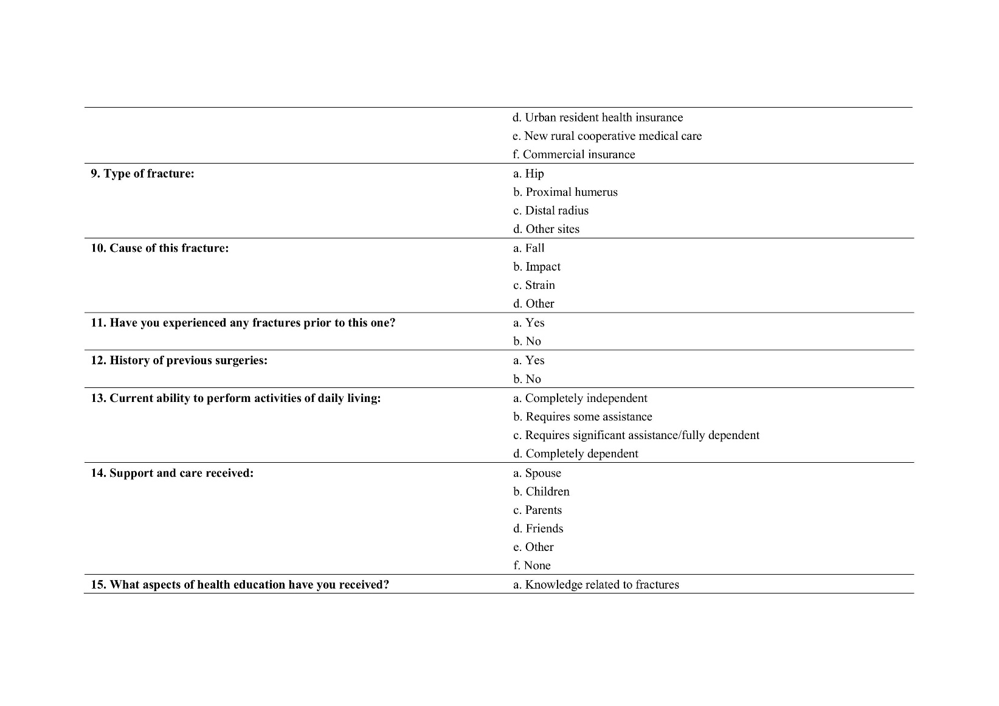 d. Urban resident health insurance
e. New rural cooperative medical care
f. Commercial insurance
9. Type of fracture:
a. Hip
b. Proximal humerus
c. Distal radius
d. Other sites
10. Cause of this fracture:
a. Fall
b. Impact
c. Strain
d. Other
11. Have you experienced any fractures prior to this one?
a. Yes
b. No
12. History of previous surgeries:
a. Yes
b. No
13. Current ability to perform activities of daily living:
a. Completely independent
b. Requires some assistance
c. Requires significant assistance/fully dependent
d. Completely dependent
14. Support and care received:
a. Spouse
b. Children
c. Parents
d. Friends
e. Other
f. None
15. What aspects of health education have you received?
a. Knowledge related to fractures